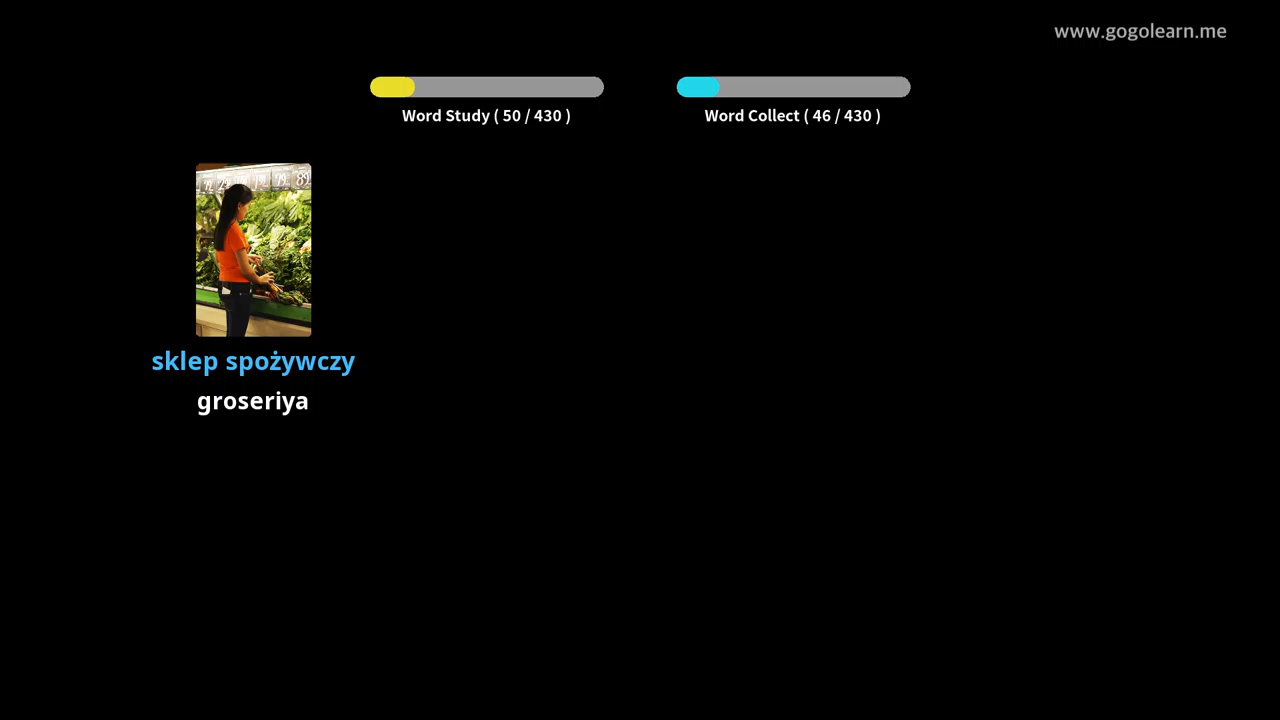 www.gogolearn.me
Word Study ( 50 / 430 )
Word Collect ( 46 / 430 )
sklep spożywczy
groseriya